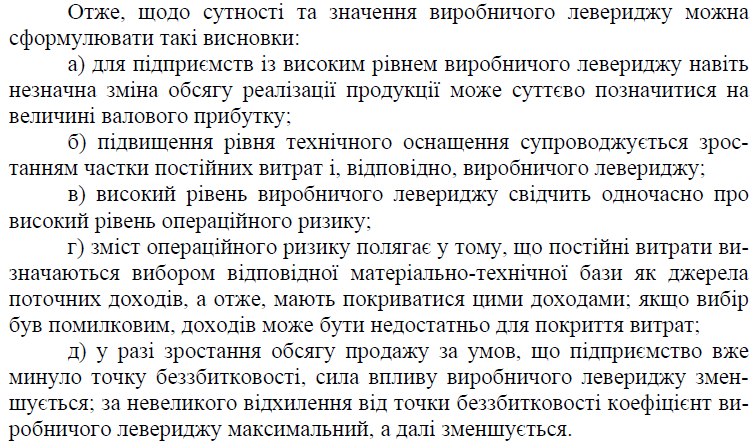 Отже, щодо сутності та значення виробничого левериджу можна
сформулювати такі висновки:
а) для підприємств із високим рівнем виробничого левериджу навіть
незначна зміна обсягу реалізації продукції може суттєво позначитися на
величині валового прибутку;
б) підвищення рівня технічного оснащення супроводжується зрос-
танням частки постійних витрат і, відповідно, виробничого левериджу;
в) високий рівень виробничого левериджу свідчить одночасно про
високий рівень операційного ризику;
г) зміст операційного ризику полягає у тому, що постійні витрати ви-
значаються вибором відповідної матеріально-технічної бази як джерела
поточних доходів, а отже, мають покриватися цими доходами; якщо вибір
був помилковим, доходів може бути недостатньо для покриття витрат;
д) у разі зростання обсягу продажу за умов, що підприємство вже
минуло точку беззбитковості, сила впливу виробничого левериджу змен-
шується; за невеликого відхилення від точки беззбитковості коефіцієнт ви-
робничого левериджу максимальний, а далі зменшується.